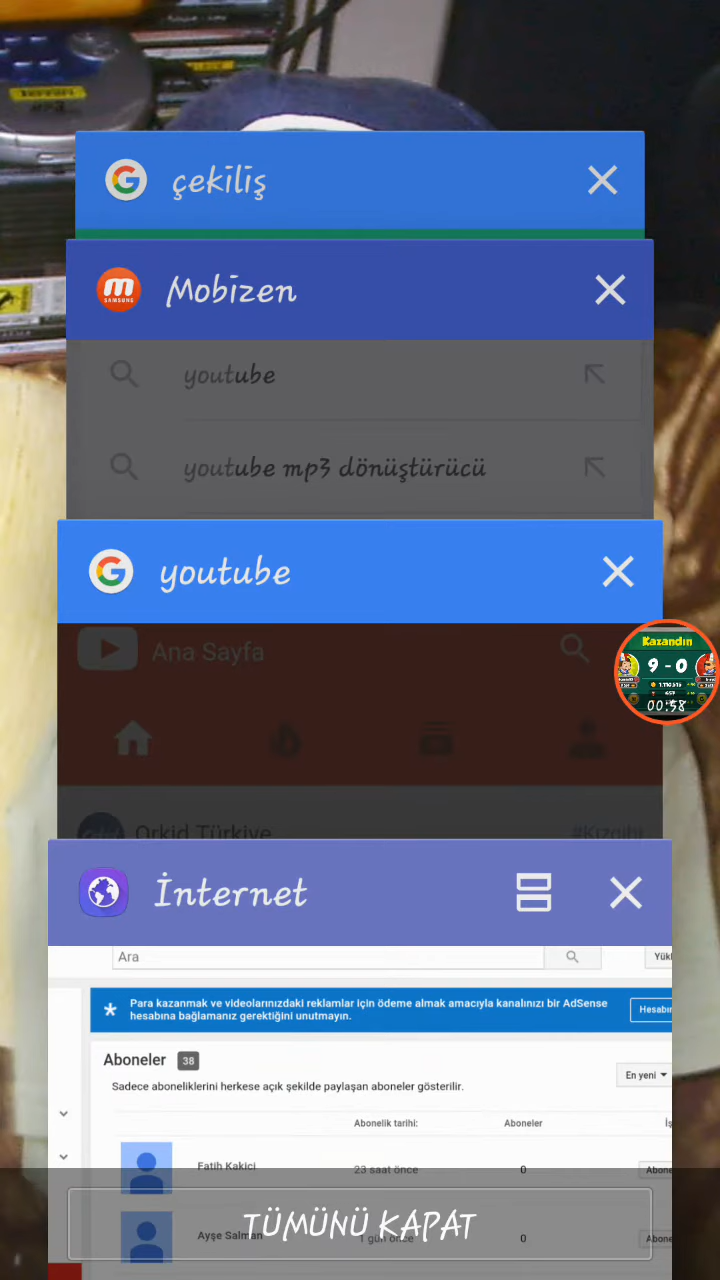 çekiliş
Mobizen
SAMSUNG
youtube
youtube mp3 dönüştürücü
youtube
Ana Sayfa
Kazandın
9 - 0
00:58
Orkid Türkiye
İnternet
Ara
Para kazanmak ve videolarınızdaki reklamlar için ödeme almak amacıyla kanalınızı bir AdSense
hesabına bağlamanız gerektiğini unutmayın.
Aboneler 38
En yeni
Sadece aboneliklerini herkese açık şekilde paylaşan aboneler gösterilir.
Abonelik tarihi: Aboneler
Fatih Kakici 23 saat önce 0
Ayşe Salman 1 gün önce 0
TÜMÜNÜ KAPAT